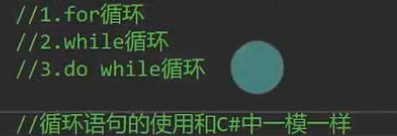 //1.for循环
//2.while循环
//3.do while循环
//循环语句的使用和C#中一模一样